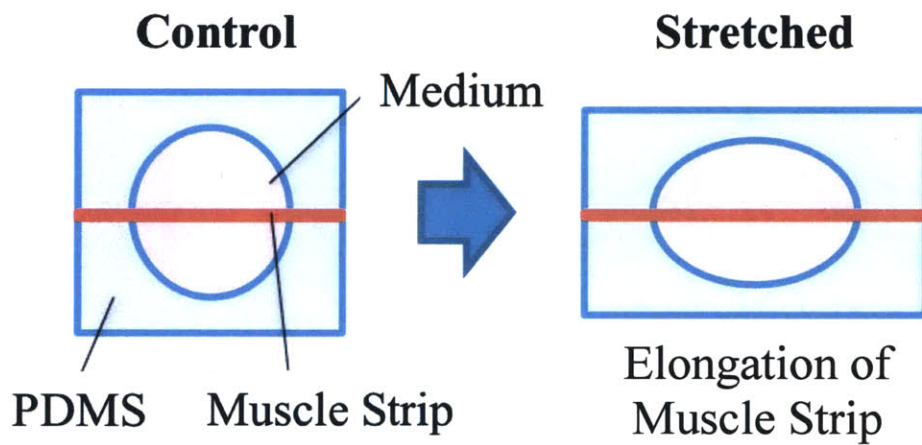 Control
Stretched
Medium
PDMS
Muscle Strip
Elongation of
Muscle Strip